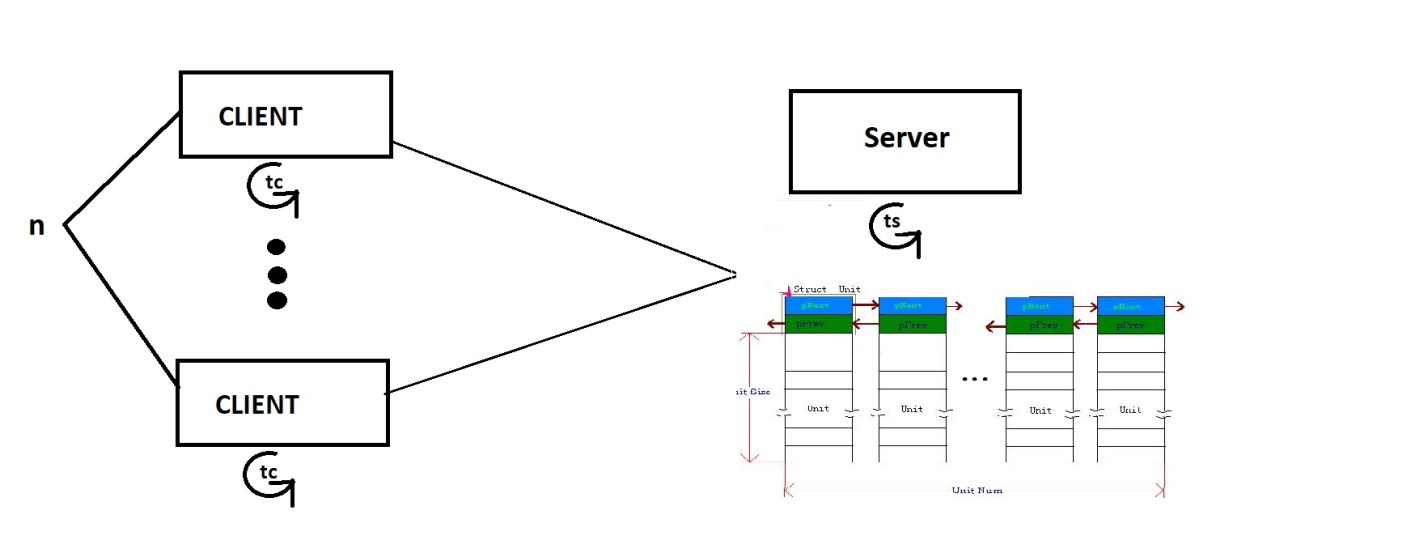 CLIENT
tc
n
CLIENT
tc
Server
ts
Struct Unit
pNext pNext pNext pNext
pPrev pPrev pPrev pPrev
...
Unit Unit Unit Unit
Unit Num